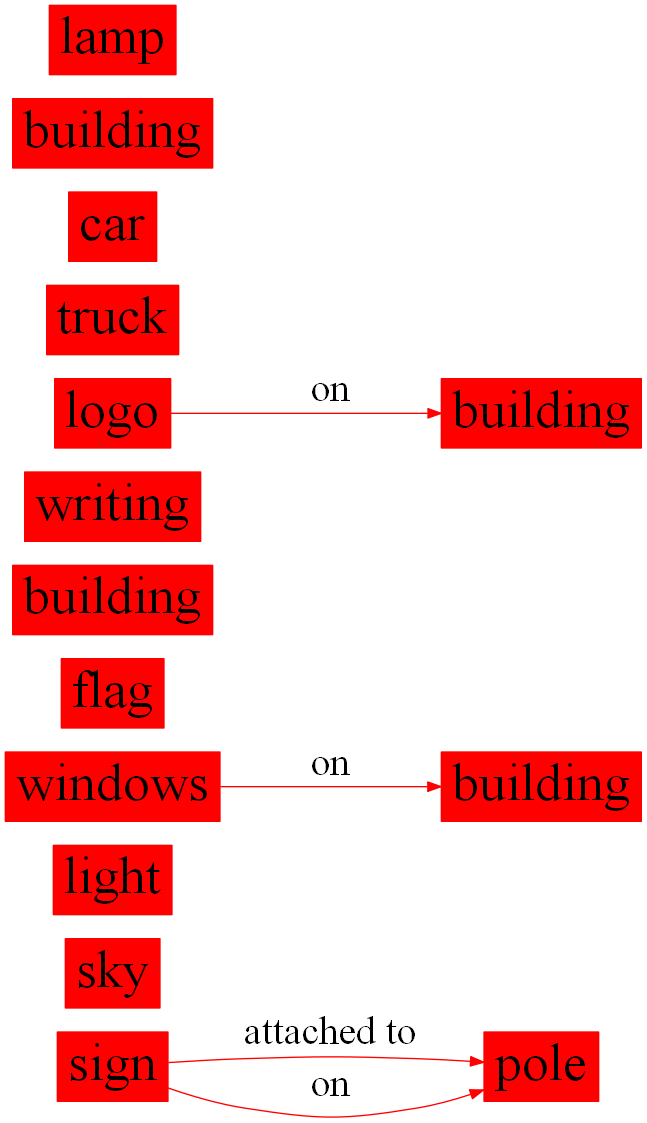 lamp
building
car
truck
logo
on
building
writing
building
flag
windows
on
building
light
sky
sign
attached to
on
pole